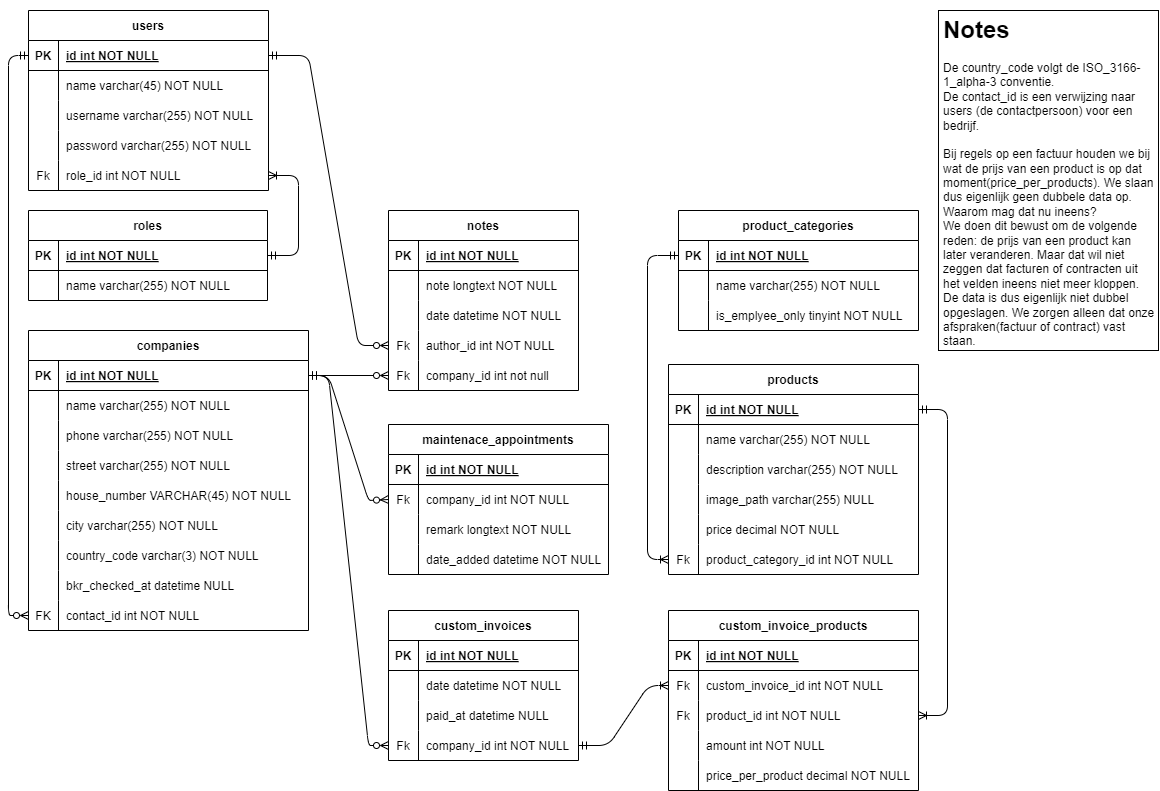 users
PK id int NOT NULL
name varchar(45) NOT NULL
username varchar(255) NOT NULL
password varchar(255) NOT NULL
Fk role_id int NOT NULL
roles
PK id int NOT NULL
name varchar(255) NOT NULL
companies
PK id int NOT NULL
name varchar(255) NOT NULL
phone varchar(255) NOT NULL
street varchar(255) NOT NULL
house_number VARCHAR(45) NOT NULL
city varchar(255) NOT NULL
country_code varchar(3) NOT NULL
bkr_checked_at datetime NULL
FK contact_id int NOT NULL
notes
PK id int NOT NULL
note longtext NOT NULL
date datetime NOT NULL
Fk author_id int NOT NULL
Fk company_id int not null
maintenace_appointments
PK id int NOT NULL
Fk company_id int NOT NULL
remark longtext NOT NULL
date_added datetime NOT NULL
custom_invoices
PK id int NOT NULL
date datetime NOT NULL
paid_at datetime NULL
Fk company_id int NOT NULL
product_categories
PK id int NOT NULL
name varchar(255) NOT NULL
is_emplyee_only tinyint NOT NULL
products
PK id int NOT NULL
name varchar(255) NOT NULL
description varchar(255) NOT NULL
image_path varchar(255) NULL
price decimal NOT NULL
Fk product_category_id int NOT NULL
custom_invoice_products
PK id int NOT NULL
Fk custom_invoice_id int NOT NULL
Fk product_id int NOT NULL
amount int NOT NULL
price_per_product decimal NOT NULL
Notes
De country_code volgt de ISO_3166-
1_alpha-3 conventie.
De contact_id is een verwijzing naar
users (de contactpersoon) voor een
bedrijf.
Bij regels op een factuur houden we bij
wat de prijs van een product is op dat
moment(price_per_products). We slaan
dus eigenlijk geen dubbele data op.
Waarom mag dat nu ineens?
We doen dit bewust om de volgende
reden: de prijs van een product kan
later veranderen. Maar dat wil niet
zeggen dat facturen of contracten uit
het velden ineens niet meer kloppen.
De data is dus eigenlijk niet dubbel
opgeslagen. We zorgen alleen dat onze
afspraken(factuur of contract) vast
staan.